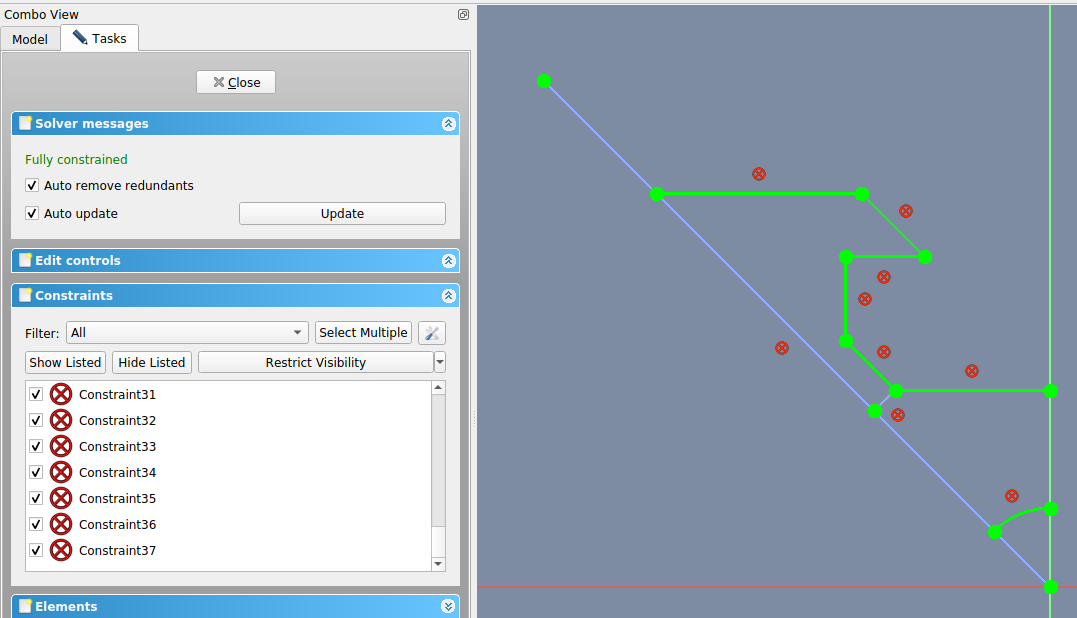 Combo View
Model
Tasks
Close
Solver messages
Fully constrained
Auto remove redundants
Auto update
Update
Edit controls
Constraints
Filter:
All
Select Multiple
Show Listed
Hide Listed
Restrict Visibility
Constraint31
Constraint32
Constraint33
Constraint34
Constraint35
Constraint36
Constraint37
Elements